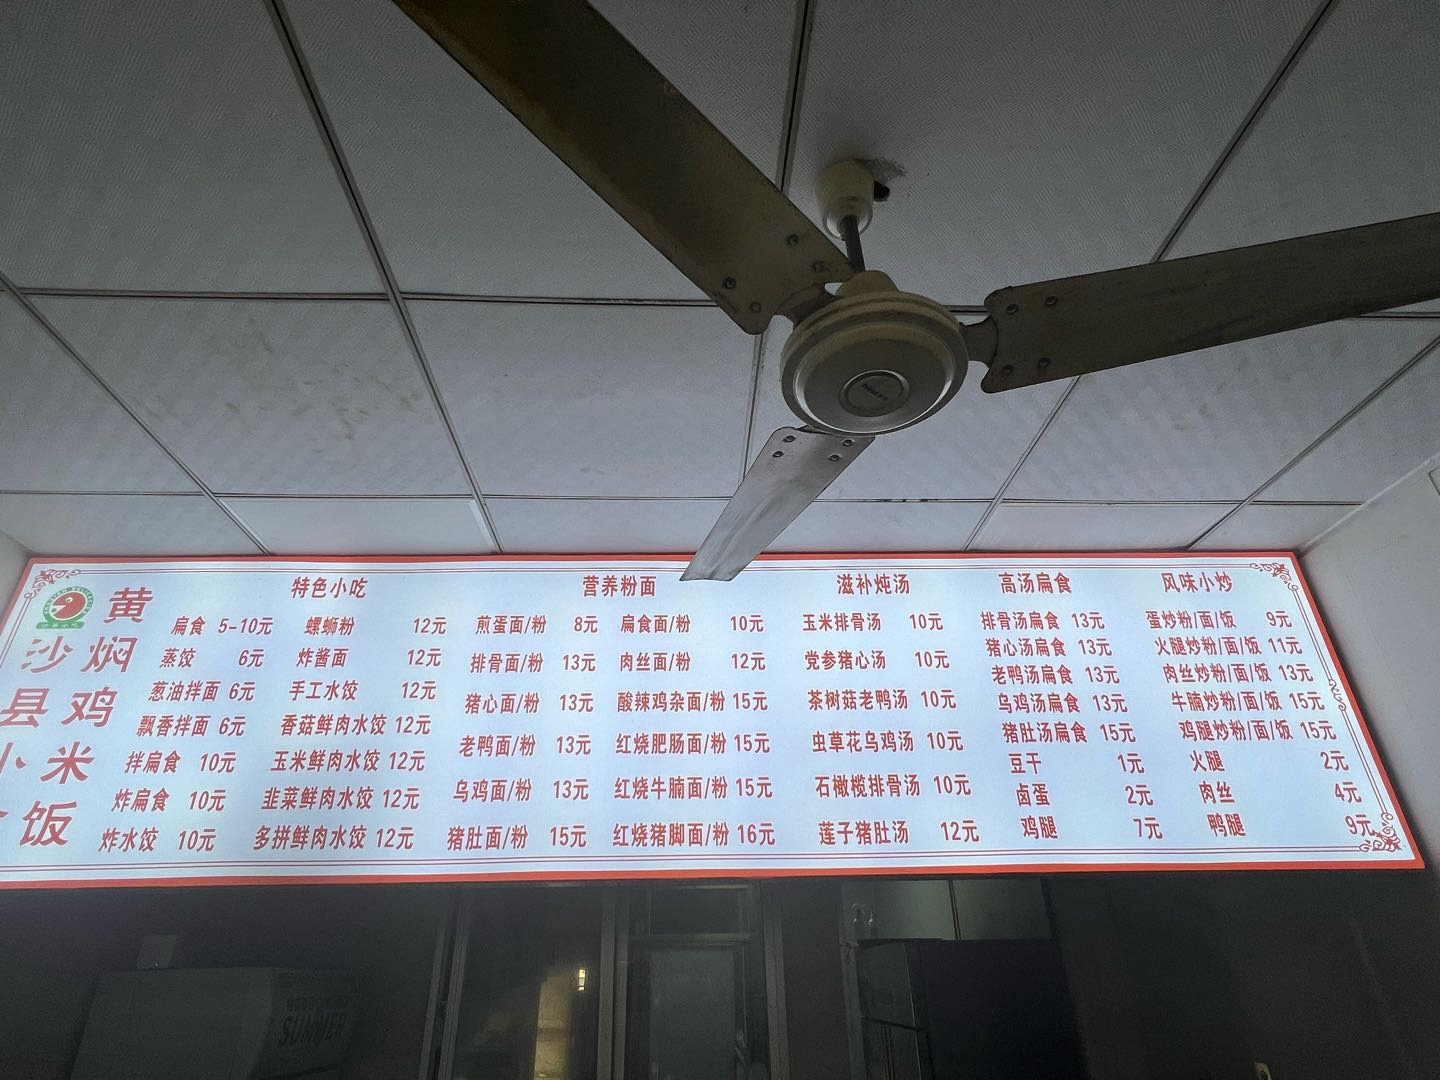 黄
沙 焖
县 鸡
小 米
饭
特色小吃
扁食 5-10元 螺蛳粉 12元
蒸饺 6元 炸酱面 12元
葱油拌面 6元 手工水饺 12元
飘香拌面 6元 香菇鲜肉水饺 12元
拌扁食 10元 玉米鲜肉水饺 12元
炸扁食 10元 韭菜鲜肉水饺 12元
炸水饺 10元 多拼鲜肉水饺 12元
营养粉面
煎蛋面/粉 8元 扁食面/粉 10元
排骨面/粉 13元 肉丝面/粉 12元
猪心面/粉 13元 酸辣鸡杂面/粉 15元
老鸭面/粉 13元 红烧肥肠面/粉 15元
乌鸡面/粉 13元 红烧牛腩面/粉 15元
猪肚面/粉 15元 红烧猪脚面/粉 16元
滋补炖汤
玉米排骨汤 10元
党参猪心汤 10元
茶树菇老鸭汤 10元
虫草花乌鸡汤 10元
石橄榄排骨汤 10元
莲子猪肚汤 12元
高汤扁食
排骨汤扁食 13元
猪心汤扁食 13元
老鸭汤扁食 13元
乌鸡汤扁食 13元
猪肚汤扁食 15元
豆干 1元
卤蛋 2元
鸡腿 7元
风味小炒
蛋炒粉/面/饭 9元
火腿炒粉/面/饭 11元
肉丝炒粉/面/饭 13元
牛腩炒粉/面/饭 15元
鸡腿炒粉/面/饭 15元
火腿 2元
肉丝 4元
鸭腿 9元
SUMMER